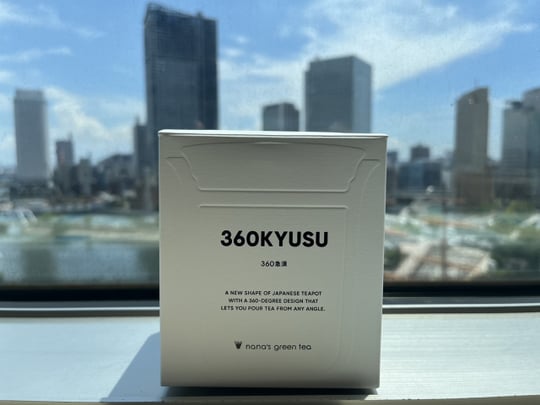 360KYUSU
360急須
A NEW SHAPE OF JAPANESE TEAPOT
WITH A 360-DEGREE DESIGN THAT
LETS YOU POUR TEA FROM ANY ANGLE.
nana's green tea